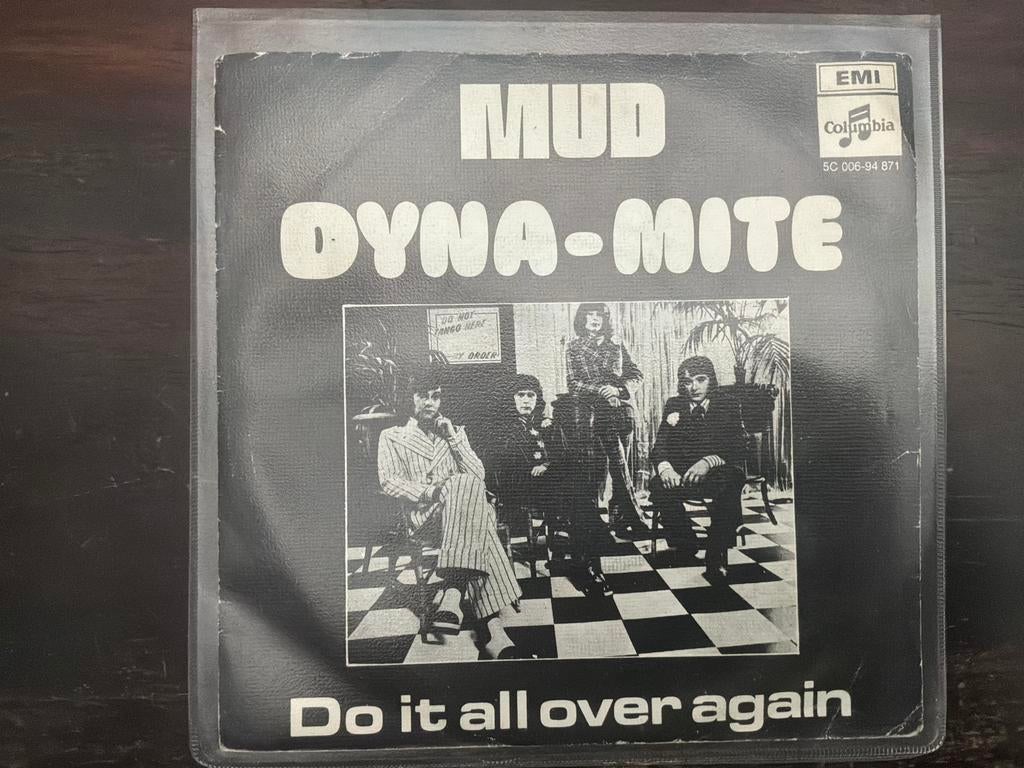 MUD
EMI
Columbia
5C 006-94 871
DYNA-MITE
DO NOT
TANGO HERE
BY ORDER
Do it all over again